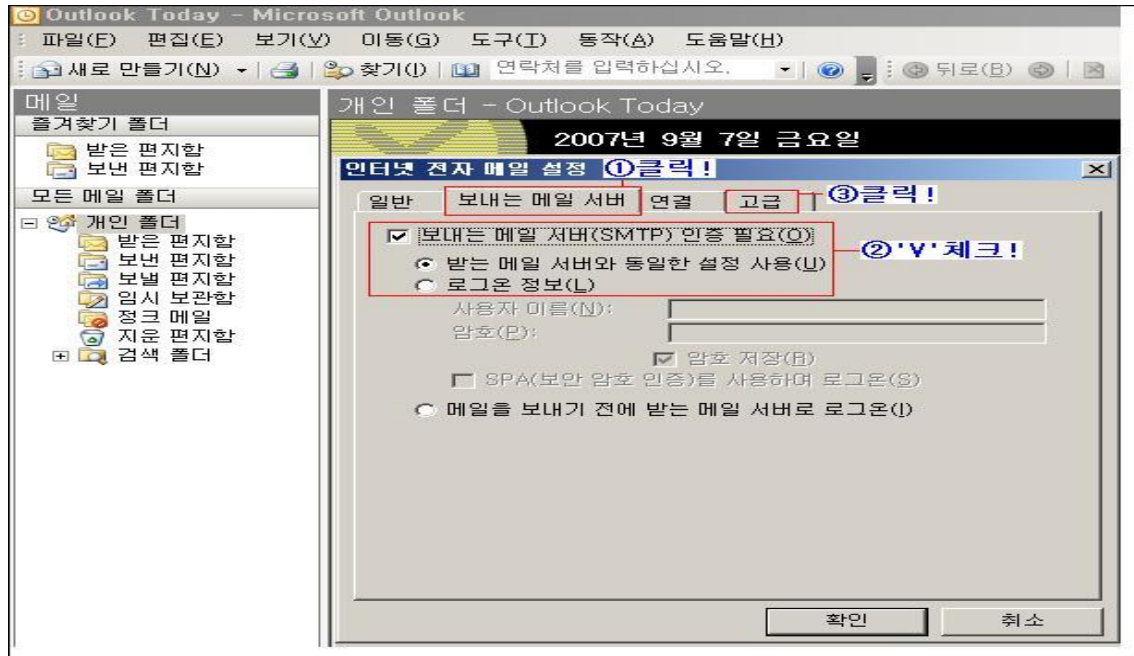 Outlook Today - Microsoft Outlook
파일(F) 편집(E) 보기(V) 이동(G) 도구(T) 동작(A) 도움말(H)
새로 만들기(N) 찾기(I) 연락처를 입력하십시오. 뒤로(B)
메일
즐겨찾기 폴더
받은 편지함
보낸 편지함
모든 메일 폴더
개인 폴더
받은 편지함
보낸 편지함
보낼 편지함
임시 보관함
정크 메일
지운 편지함
검색 폴더
개인 폴더 - Outlook Today
2007년 9월 7일 금요일
인터넷 전자 메일 설정 ①클릭!
일반 보내는 메일 서버 연결 고급 ③클릭!
보내는 메일 서버(SMTP) 인증 필요(O)
②'V'체크!
받는 메일 서버와 동일한 설정 사용(U)
로그온 정보(L)
사용자 이름(N):
암호(P):
암호 저장(R)
SPA(보안 암호 인증)를 사용하여 로그온(S)
메일을 보내기 전에 받는 메일 서버로 로그온(I)
확인 취소